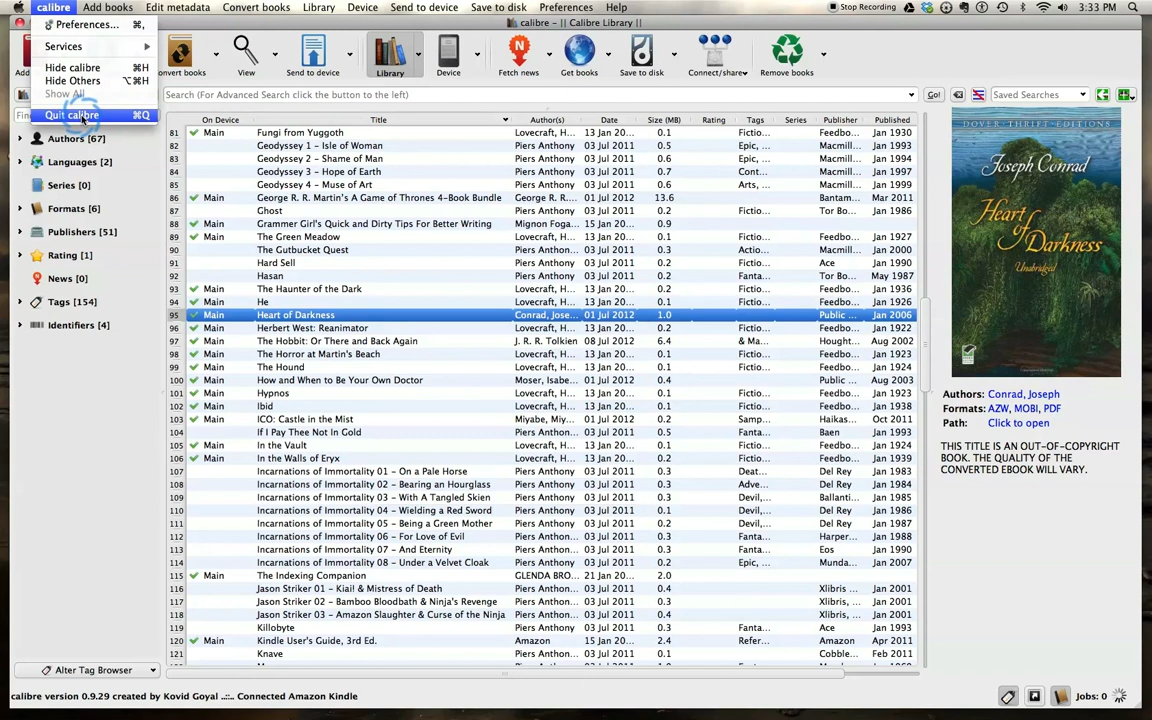 calibre Add books Edit metadata Convert books Library Device Send to device Save to disk Connect/share Remove books Preferences Help Stop Recording 3:33 PM
calibre - || Calibre Library ||
Preferences... ⌘,
Services
Hide calibre ⌘H
Hide Others ⌥⌘H
Show All
Quit calibre ⌘Q
Convert books View Send to device Library Device Fetch news Get books Save to disk Connect/share Remove books
Search (For Advanced Search click the button to the left) Go! Saved Searches
Authors [67]
Languages [2]
Series [0]
Formats [6]
Publishers [51]
Rating [1]
News [0]
Tags [154]
Identifiers [4]
Alter Tag Browser
On Device Title Author(s) Date Size (MB) Rating Tags Series Publisher Published
81 Main Fungi from Yuggoth Lovecraft, H... 13 Jan 20... 0.1 Fictio... Feedbo... Jan 1930
82 Geodyssey 1 - Isle of Woman Piers Anthony 03 Jul 2011 0.5 Epic,... Macmill... Jan 1993
83 Geodyssey 2 - Shame of Man Piers Anthony 03 Jul 2011 0.6 Epic,... Macmill... Jan 1994
84 Geodyssey 3 - Hope of Earth Piers Anthony 03 Jul 2011 0.7 Epic,... Macmill... Jan 1997
85 Geodyssey 4 - Muse of Art Piers Anthony 03 Jul 2011 0.6 Arts,... Macmill... Jan 1999
86 Main George R. R. Martin's A Game of Thrones 4-Book Bundle George R. R.... 13.6 Bantam... Mar 2011
87 Ghost Piers Anthony 03 Jul 2011 0.2 Fictio... Tor Bo... Jan 1986
88 Main Grammer Girl's Quick and Dirty Tips For Better Writing Mignon Foga... 15 Jan 20... 0.9
89 Main The Green Meadow Lovecraft, H... 13 Jan 20... 0.1 Fictio... Feedbo... Jan 1927
90 The Gutbucket Quest Piers Anthony 03 Jul 2011 0.3 Actio... Macmill... Jan 2000
91 Hard Sell Piers Anthony 03 Jul 2011 0.2 Fictio... Ace Jan 1990
92 Hasan Piers Anthony 03 Jul 2011 0.2 Fanta... Tor Bo... May 1987
93 Main The Haunter of the Dark Lovecraft, H... 13 Jan 20... 0.2 Fictio... Feedbo... Jan 1936
94 Main He Lovecraft, H... 13 Jan 20... 0.1 Fictio... Feedbo... Jan 1926
95 Main Heart of Darkness Conrad, Jose... 01 Jul 2012 1.0 Public ... Jan 2006
96 Main Herbert West: Reanimator Lovecraft, H... 13 Jan 20... 0.2 Fictio... Feedbo... Jan 1922
97 Main The Hobbit: Or There and Back Again J. R. R. Tolkien 08 Jul 2012 6.4 & Ma... Hought... Aug 2002
98 Main The Horror at Martin's Beach Lovecraft, H... 13 Jan 20... 0.1 Fictio... Feedbo... Jan 1923
99 Main The Hound Lovecraft, H... 13 Jan 20... 0.1 Fictio... Feedbo... Jan 1924
100 Main How and When to Be Your Own Doctor Moser, Isabe... 01 Jul 2012 0.4 Public ... Aug 2003
101 Main Hypnos Lovecraft, H... 13 Jan 20... 0.1 Fictio... Feedbo... Jan 1923
102 Main Ibid Lovecraft, H... 13 Jan 20... 0.1 Fictio... Feedbo... Jan 1938
103 Main ICO: Castle in the Mist Miyabe, Miy... 01 Jul 2012 0.2 Samp... Haikas... Oct 2011
104 If I Pay Thee Not In Gold Piers Anthon... 03 Jul 2011 0.5 Fictio... Baen Jan 1993
105 Main In the Vault Lovecraft, H... 13 Jan 20... 0.1 Fictio... Feedbo... Jan 1924
106 Main In the Walls of Eryx Lovecraft, H... 13 Jan 20... 0.1 Fictio... Feedbo... Jan 1939
107 Incarnations of Immortality 01 - On a Pale Horse Piers Anthony 03 Jul 2011 0.3 Deat... Del Rey Jan 1983
108 Incarnations of Immortality 02 - Bearing an Hourglass Piers Anthony 03 Jul 2011 0.3 Adve... Del Rey Jan 1984
109 Incarnations of Immortality 03 - With A Tangled Skien Piers Anthony 03 Jul 2011 0.3 Devil,... Ballanti... Jan 1985
110 Incarnations of Immortality 04 - Wielding a Red Sword Piers Anthony 03 Jul 2011 0.1 Devil,... Del Rey Jan 1986
111 Incarnations of Immortality 05 - Being a Green Mother Piers Anthony 03 Jul 2011 0.2 Devil,... Del Rey Jan 1987
112 Incarnations of Immortality 06 - For Love of Evil Piers Anthony 03 Jul 2011 0.3 Fanta... Harper... Jan 1988
113 Incarnations of Immortality 07 - And Eternity Piers Anthony 03 Jul 2011 0.3 Fanta... Eos Jan 1990
114 Incarnations of Immortality 08 - Under a Velvet Cloak Piers Anthony 03 Jul 2011 0.2 Epic,... Munda... Jan 2007
115 Main The Indexing Companion GLENDA BRO... 21 Jan 20... 2.0
116 Jason Striker 01 - Kiai! & Mistress of Death Piers Anthon... 03 Jul 2011 0.4 Xlibris ... Jan 2001
117 Jason Striker 02 - Bamboo Bloodbath & Ninja's Revenge Piers Anthon... 03 Jul 2011 0.4 Xlibris, ... Jan 2001
118 Jason Striker 03 - Amazon Slaughter & Curse of the Ninja Piers Anthon... 03 Jul 2011 0.4 Xlibris ... Jan 2001
119 Killobyte Piers Anthony 03 Jul 2011 0.3 Fanta... Ace Jan 1993
120 Main Kindle User's Guide, 3rd Ed. Amazon 15 Jan 20... 2.4 Refer... Amazon Apr 2011
121 Knave Piers Anthony 03 Jul 2011 0.3 Cobble... Feb 2011
DOVER · THRIFT · EDITIONS
Joseph Conrad
Heart of Darkness
Unabridged
Authors: Conrad, Joseph
Formats: AZW, MOBI, PDF
Path: Click to open
THIS TITLE IS AN OUT-OF-COPYRIGHT
BOOK. THE QUALITY OF THE
CONVERTED EBOOK WILL VARY.
calibre version 0.9.29 created by Kovid Goyal ..::.. Connected Amazon Kindle Jobs: 0